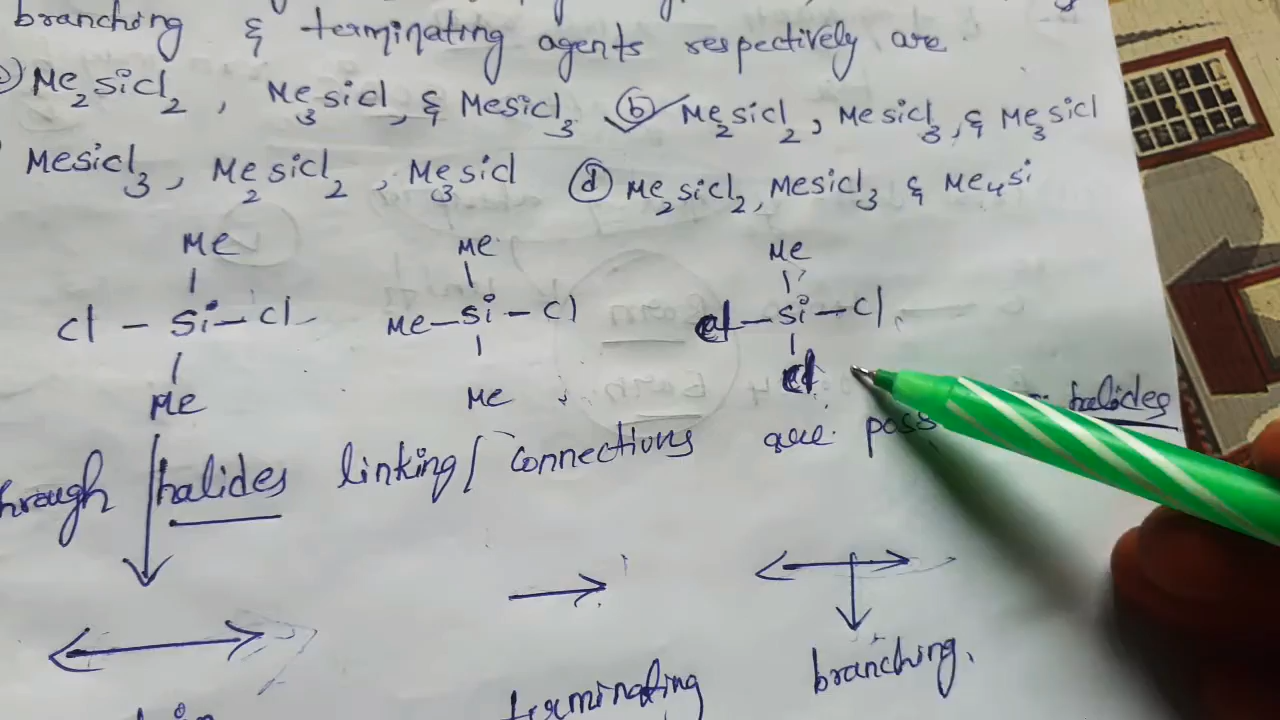 branching & terminating agents respectively are
Me2SiCl2, Me3SiCl, & MeSiCl3 (b) Me2SiCl2, MeSiCl3, & Me3SiCl
MeSiCl3, Me2SiCl2, Me3SiCl (d) Me2SiCl2, MeSiCl3 & Me4Si
Me Me Me
Cl - Si - Cl Me - Si - Cl Cl - Si - Cl
Me Me Cl
halides
through halides linking / connections are
terminating branching.